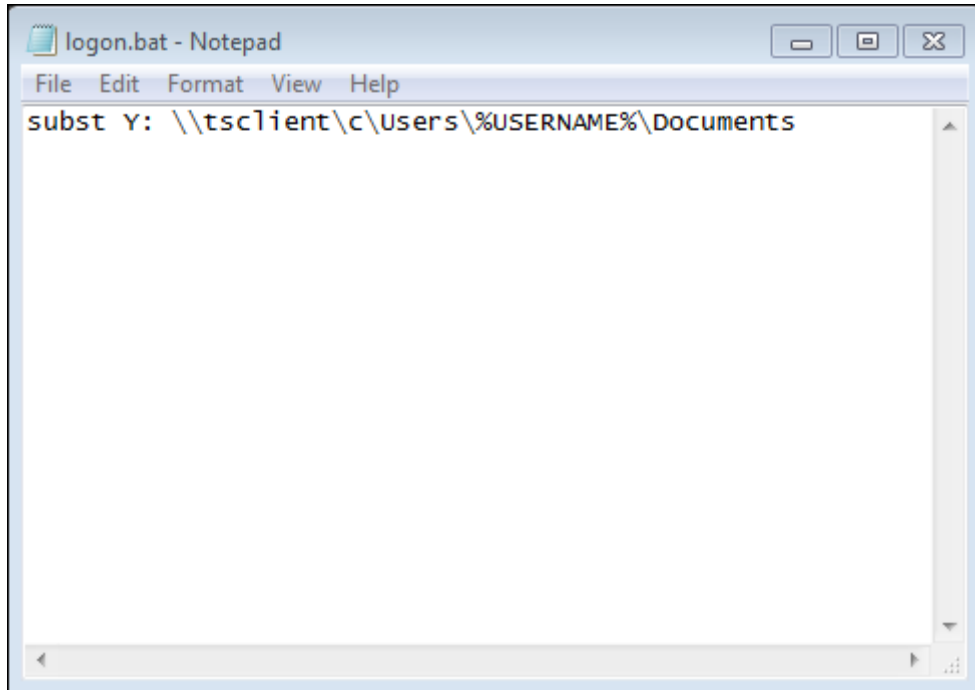 logon.bat - Notepad
File Edit Format View Help
subst Y: \\tsclient\c\Users\%USERNAME%\Documents